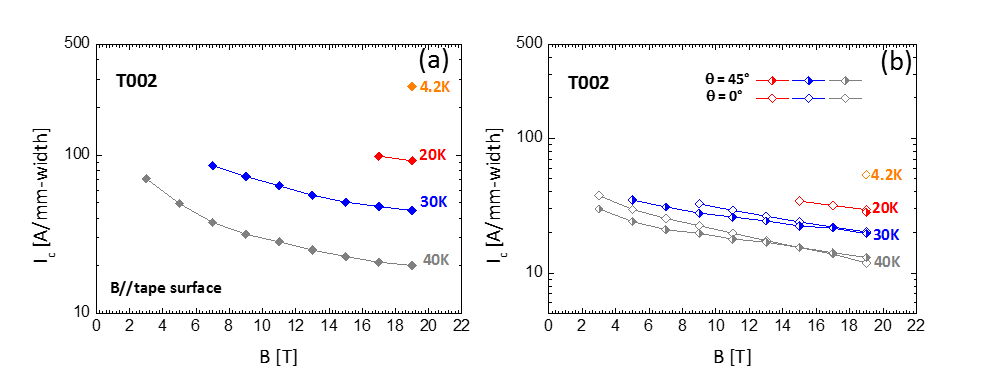 500
100
10
I_c [A/mm-width]
T002
(a)
4.2K
20K
30K
40K
B//tape surface
0 2 4 6 8 10 12 14 16 18 20 22
B [T]
500
100
10
I_c [A/mm-width]
T002
(b)
θ = 45°
θ = 0°
4.2K
20K
30K
40K
0 2 4 6 8 10 12 14 16 18 20 22
B [T]